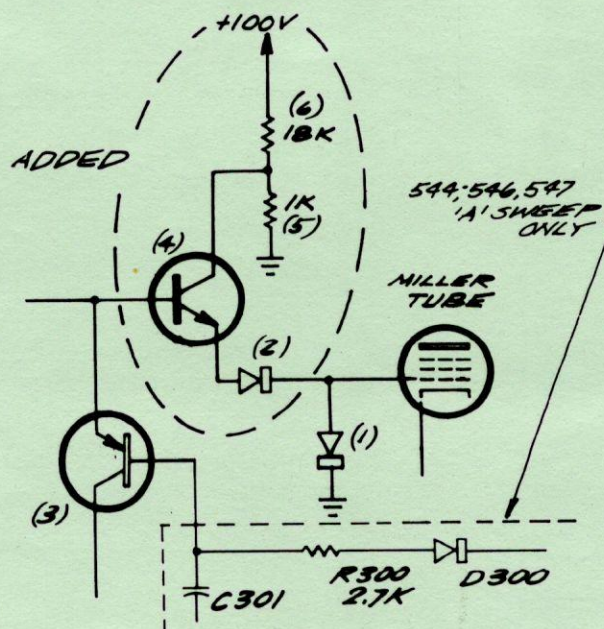 +100V
(6)
18K
ADDED
1K
(5)
544, 546, 547
'A' SWEEP
ONLY
(4)
MILLER
TUBE
(2)
(1)
(3)
R300
2.7K
D300
C301